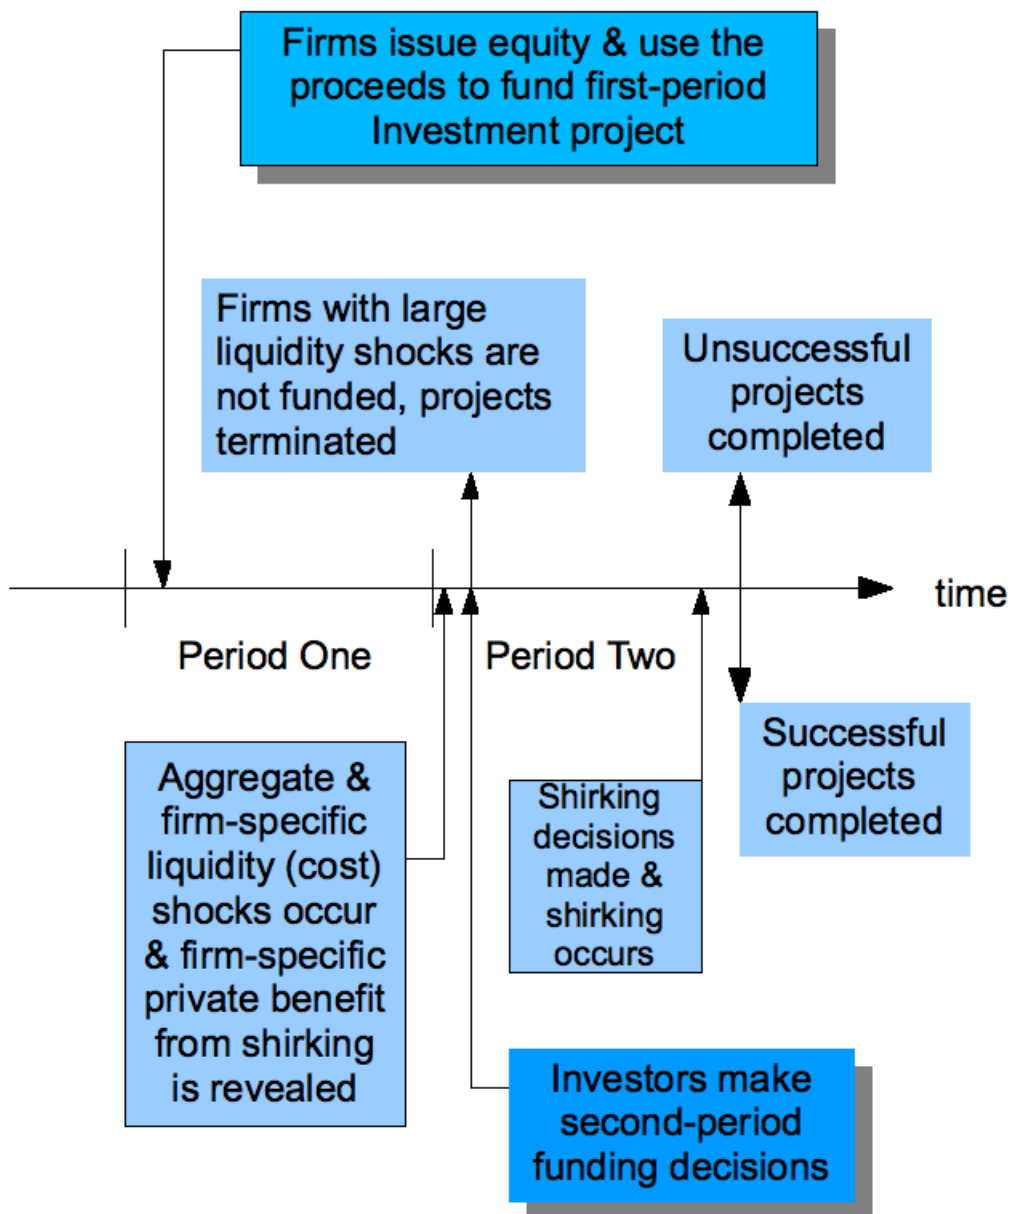 Firms issue equity & use the
proceeds to fund first-period
Investment project
Firms with large
liquidity shocks are
not funded, projects
terminated
Unsuccessful
projects
completed
time
Period One
Period Two
Aggregate &
firm-specific
liquidity (cost)
shocks occur
& firm-specific
private benefit
from shirking
is revealed
Shirking
decisions
made &
shirking
occurs
Successful
projects
completed
Investors make
second-period
funding decisions